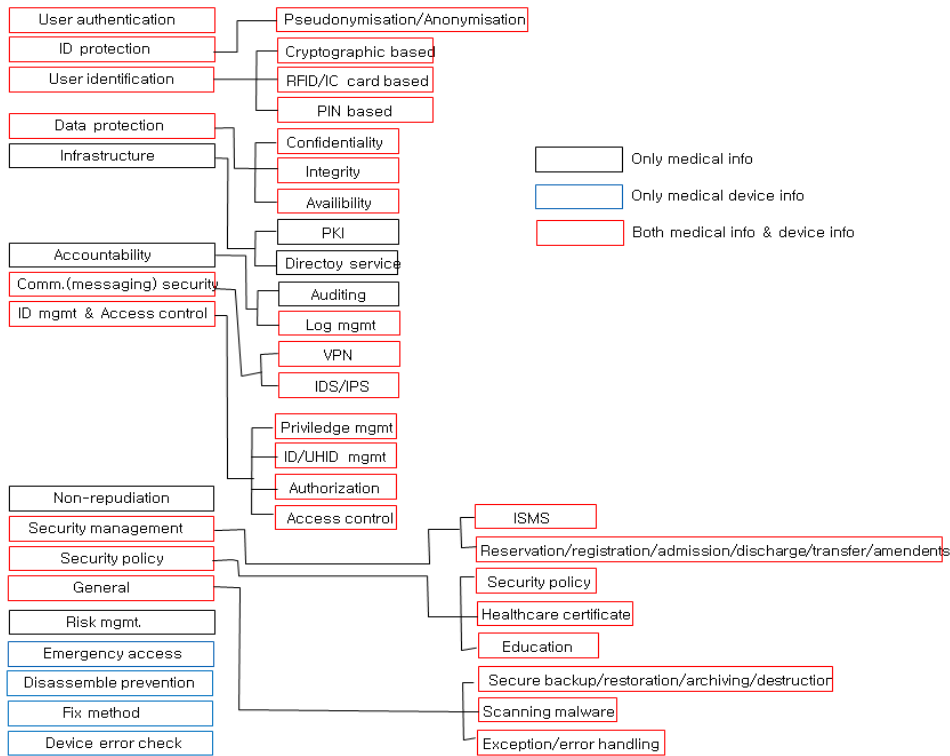 User authentication
ID protection
User identification
Pseudonymisation/Anonymisation
Cryptographic based
RFID/IC card based
PIN based
Data protection
Infrastructure
Confidentiality
Integrity
Availibility
PKI
Directoy service
Only medical info
Only medical device info
Both medical info & device info
Accountability
Comm.(messaging) security
ID mgmt & Access control
Auditing
Log mgmt
VPN
IDS/IPS
Priviledge mgmt
ID/UHID mgmt
Authorization
Access control
Non-repudiation
Security management
Security policy
General
Risk mgmt.
Emergency access
Disassemble prevention
Fix method
Device error check
ISMS
Reservation/registration/admission/discharge/transfer/amendents
Security policy
Healthcare certificate
Education
Secure backup/restoration/archiving/destruction
Scanning malware
Exception/error handling